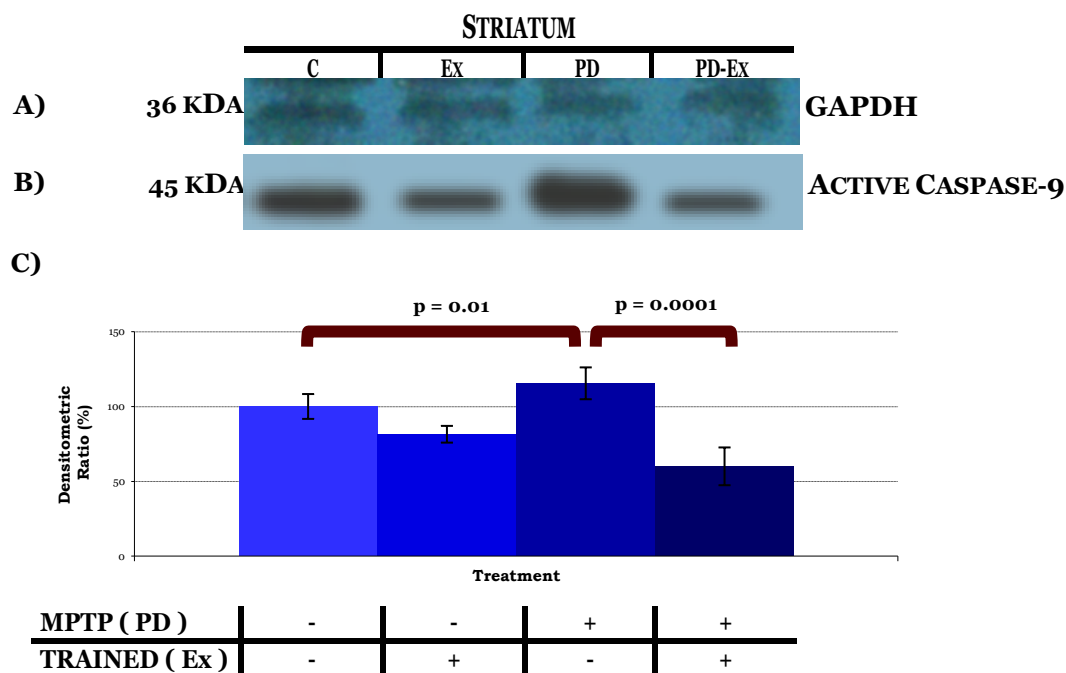 STRIATUM
C EX PD PD-EX
A) 36 KDA GAPDH
B) 45 KDA ACTIVE CASPASE-9
C)
p = 0.01 p = 0.0001
150
100
50
0
Densitometric
Ratio (%)
Treatment
MPTP ( PD ) - - + +
TRAINED ( Ex ) - + - +